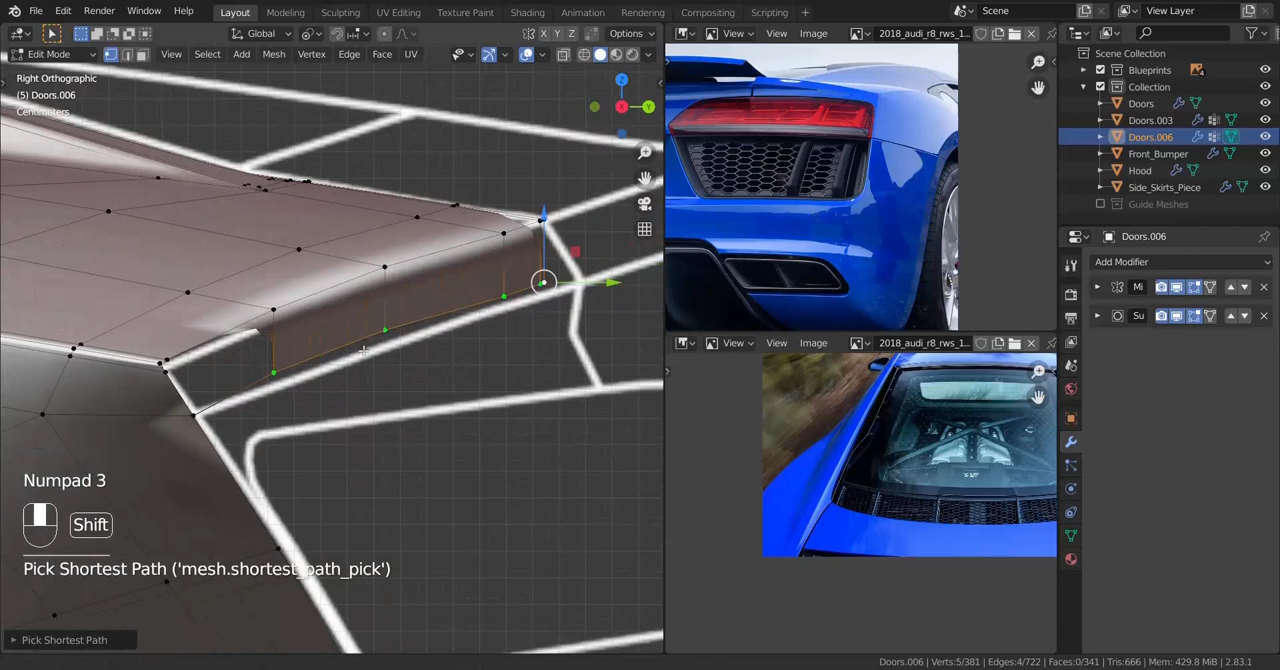 File Edit Render Window Help
Layout Modeling Sculpting UV Editing Texture Paint Shading Animation Rendering Compositing Scripting +
Scene
View Layer
Global
X Y Z
Options
Edit Mode
View Select Add Mesh Vertex Edge Face UV
Right Orthographic
(5) Doors.006
Centimeters
Z
X
Y
Numpad 3
Shift
Pick Shortest Path ('mesh.shortest_path_pick')
Pick Shortest Path
View
View Image
2018_audi_r8_rws_1...
View
View Image
2018_audi_r8_rws_1...
Scene Collection
Blueprints
4
Collection
Doors
Doors.003
Doors.006
Front_Bumper
Hood
Side_Skirts_Piece
Guide Meshes
Doors.006
Add Modifier
Mi
Su
Doors.006 | Verts:5/381 | Edges:4/722 | Faces:0/341 | Tris:666 | Mem: 429.8 MiB | 2.83.1